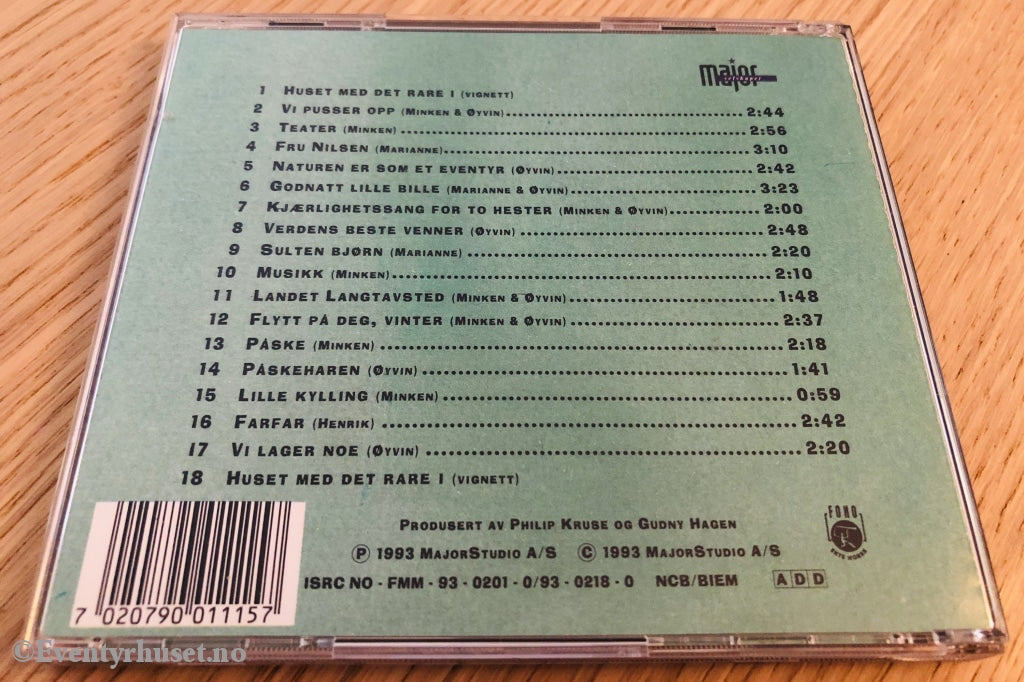 major
selskapet
1 HUSET MED DET RARE I (VIGNETT)
2 VI PUSSER OPP (MINKEN & ØYVIN)........2:44
3 TEATER (MINKEN)........2:56
4 FRU NILSEN (MARIANNE)........3:10
5 NATUREN ER SOM ET EVENTYR (ØYVIN)........2:42
6 GODNATT LILLE BILLE (MARIANNE & ØYVIN)........3:23
7 KJÆRLIGHETSSANG FOR TO HESTER (MINKEN & ØYVIN)........2:00
8 VERDENS BESTE VENNER (ØYVIN)........2:48
9 SULTEN BJØRN (MARIANNE)........2:20
10 MUSIKK (MINKEN)........2:10
11 LANDET LANGTAVSTED (MINKEN & ØYVIN)........1:48
12 FLYTT PÅ DEG, VINTER (MINKEN & ØYVIN)........2:37
13 PÅSKE (MINKEN)........2:18
14 PÅSKEHAREN (ØYVIN)........1:41
15 LILLE KYLLING (MINKEN)........0:59
16 FARFAR (HENRIK)........2:42
17 VI LAGER NOE (ØYVIN)........2:20
18 HUSET MED DET RARE I (VIGNETT)
PRODUSERT AV PHILIP KRUSE OG GUDNY HAGEN
Ⓟ 1993 MAJORSTUDIO A/S © 1993 MAJORSTUDIO A/S
ISRC NO - FMM - 93 - 0201 - 0/93 - 0218 - 0 NCB/BIEM ADD
FONO
EKTE NORSK
7 020790 011157
©Eventyrhuset.no